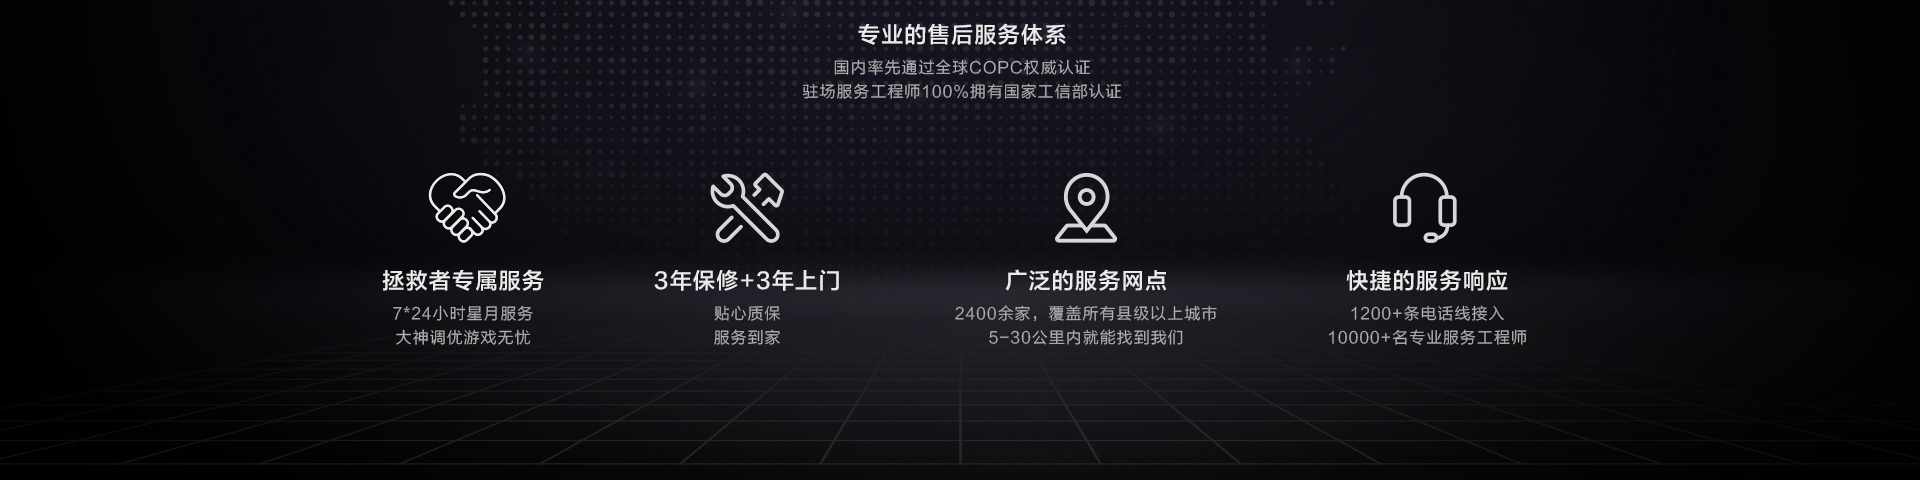 专业的售后服务体系
国内率先通过全球COPC权威认证
驻场服务工程师100%拥有国家工信部认证
拯救者专属服务
7*24小时星月服务
大神调优游戏无忧
3年保修+3年上门
贴心质保
服务到家
广泛的服务网点
2400余家，覆盖所有县级以上城市
5-30公里内就能找到我们
快捷的服务响应
1200+条电话线接入
10000+名专业服务工程师